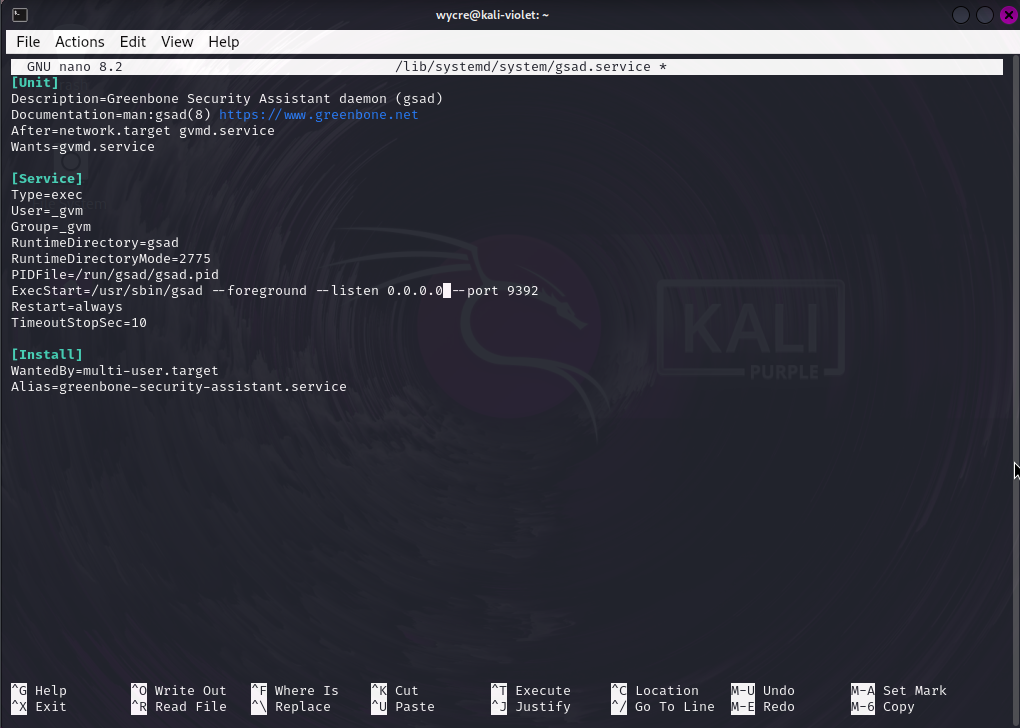 wycre@kali-violet: ~
File Actions Edit View Help
GNU nano 8.2 /lib/systemd/system/gsad.service *
[Unit]
Description=Greenbone Security Assistant daemon (gsad)
Documentation=man:gsad(8) https://www.greenbone.net
After=network.target gvmd.service
Wants=gvmd.service
[Service]
Type=exec
User=_gvm
Group=_gvm
RuntimeDirectory=gsad
RuntimeDirectoryMode=2775
PIDFile=/run/gsad/gsad.pid
ExecStart=/usr/sbin/gsad --foreground --listen 0.0.0.0 --port 9392
Restart=always
TimeoutStopSec=10
[Install]
WantedBy=multi-user.target
Alias=greenbone-security-assistant.service
KALI
PURPLE
^G Help ^O Write Out ^F Where Is ^K Cut ^T Execute ^C Location M-U Undo M-A Set Mark
^X Exit ^R Read File ^\ Replace ^U Paste ^J Justify ^/ Go To Line M-E Redo M-6 Copy